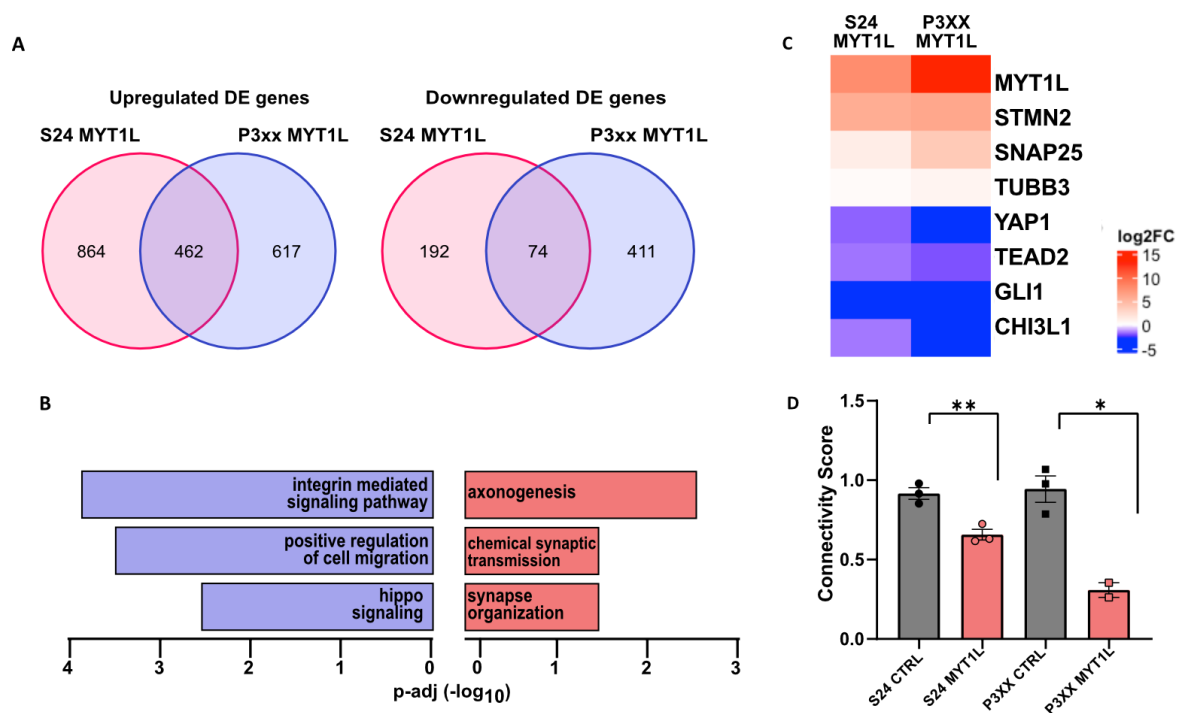 A
Upregulated DE genes
S24 MYT1L
P3xx MYT1L
864
462
617
Downregulated DE genes
S24 MYT1L
P3xx MYT1L
192
74
411
B
integrin mediated
signaling pathway
positive regulation
of cell migration
hippo
signaling
axonogenesis
chemical synaptic
transmission
synapse
organization
4
3
2
1
0
0
1
2
3
p-adj (-log10)
C
S24
MYT1L
P3XX
MYT1L
MYT1L
STMN2
SNAP25
TUBB3
YAP1
TEAD2
GLI1
CHI3L1
log2FC
15
10
5
0
-5
D
Connectivity Score
1.5
1.0
0.5
0.0
**
*
S24 CTRL
S24 MYT1L
P3XX CTRL
P3XX MYT1L